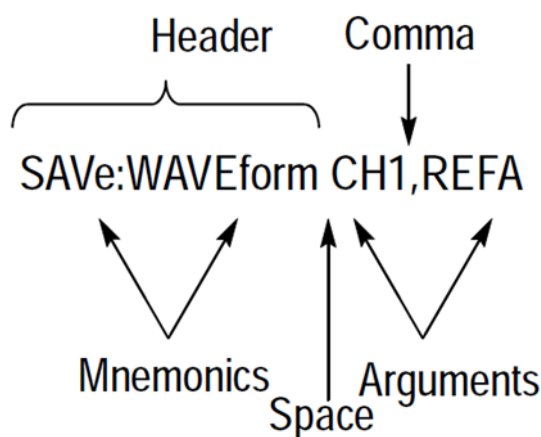 Header Comma
SAVe:WAVEform CH1,REFA
Mnemonics Arguments
Space